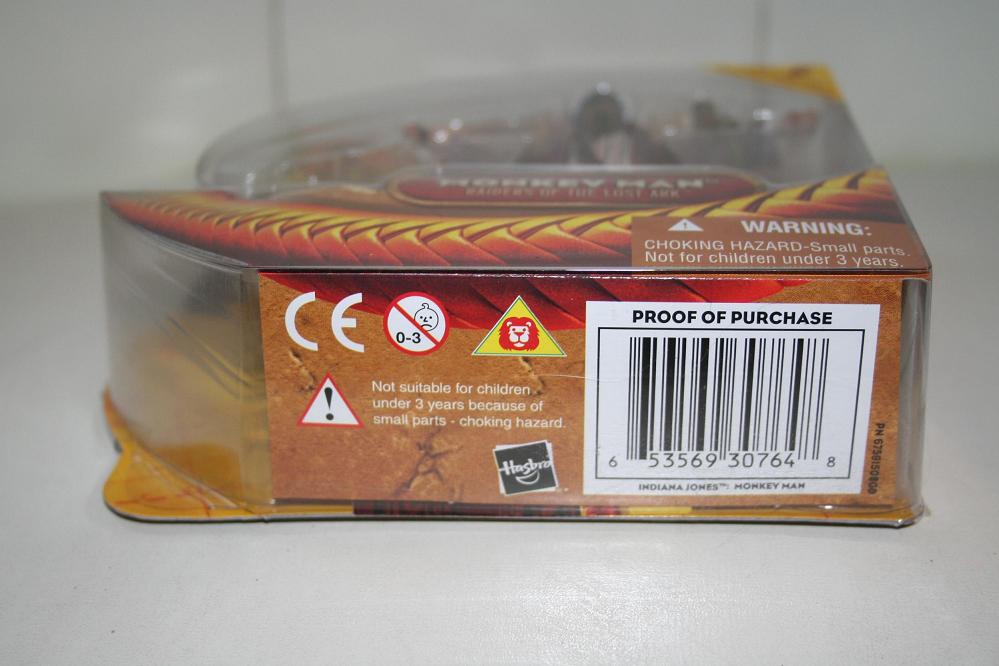 MONKEY MAN™
RAIDERS OF THE LOST ARK
WARNING:
CHOKING HAZARD-Small parts.
Not for children under 3 years.
CE
0-3
Not suitable for children
under 3 years because of
small parts - choking hazard.
Hasbro
PROOF OF PURCHASE
6 53569 30764 8
INDIANA JONES™: MONKEY MAN